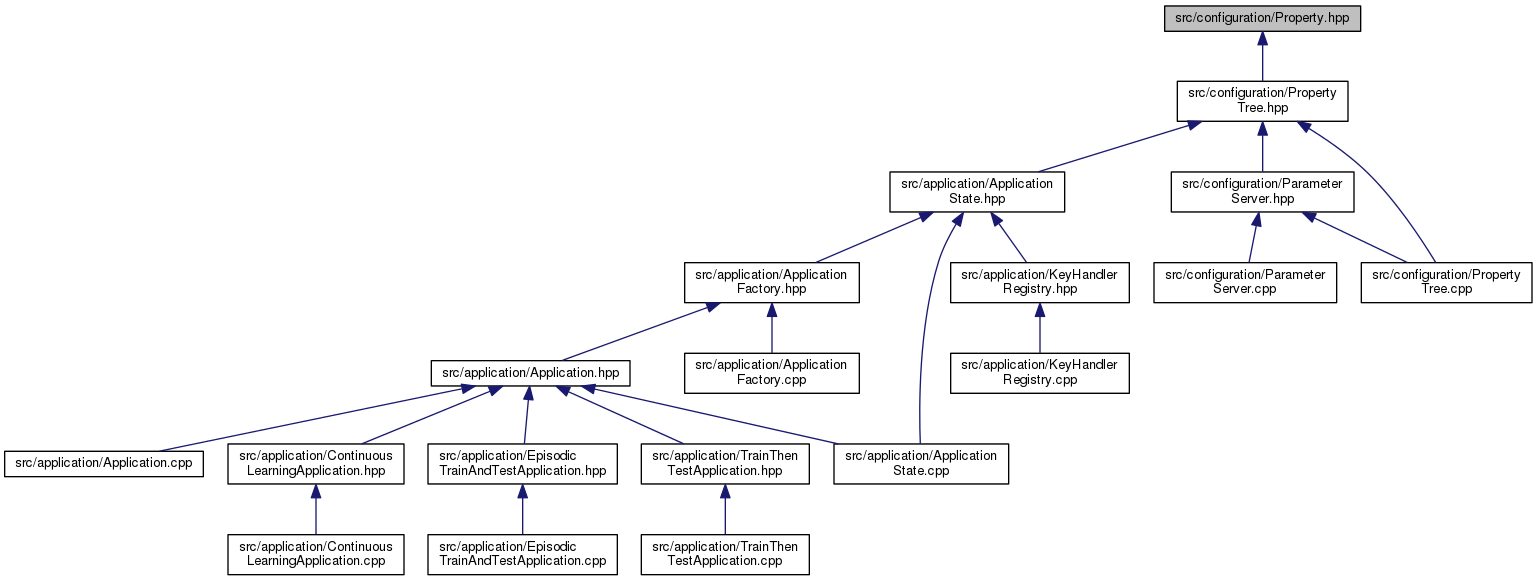 src/configuration/Property.hpp
src/configuration/Property
Tree.hpp
src/application/Application
State.hpp
src/configuration/Parameter
Server.hpp
src/application/Application
Factory.hpp
src/application/KeyHandler
Registry.hpp
src/configuration/Parameter
Server.cpp
src/configuration/Property
Tree.cpp
src/application/Application.hpp
src/application/Application
Factory.cpp
src/application/KeyHandler
Registry.cpp
src/application/Application.cpp
src/application/Continuous
LearningApplication.hpp
src/application/Episodic
TrainAndTestApplication.hpp
src/application/TrainThen
TestApplication.hpp
src/application/Application
State.cpp
src/application/Continuous
LearningApplication.cpp
src/application/Episodic
TrainAndTestApplication.cpp
src/application/TrainThen
TestApplication.cpp